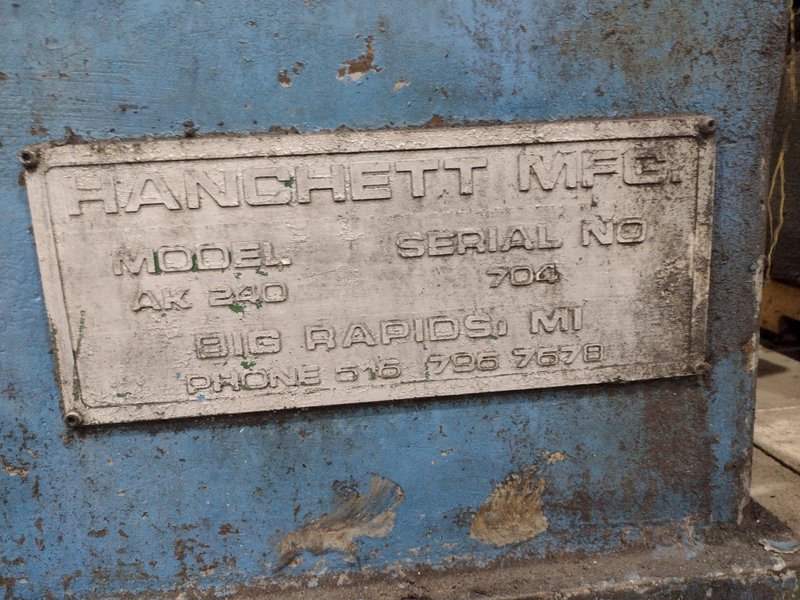 HANCHETT MFG.
MODEL SERIAL NO
AK 240 704
BIG RAPIDS, MI
PHONE 616 796 7678